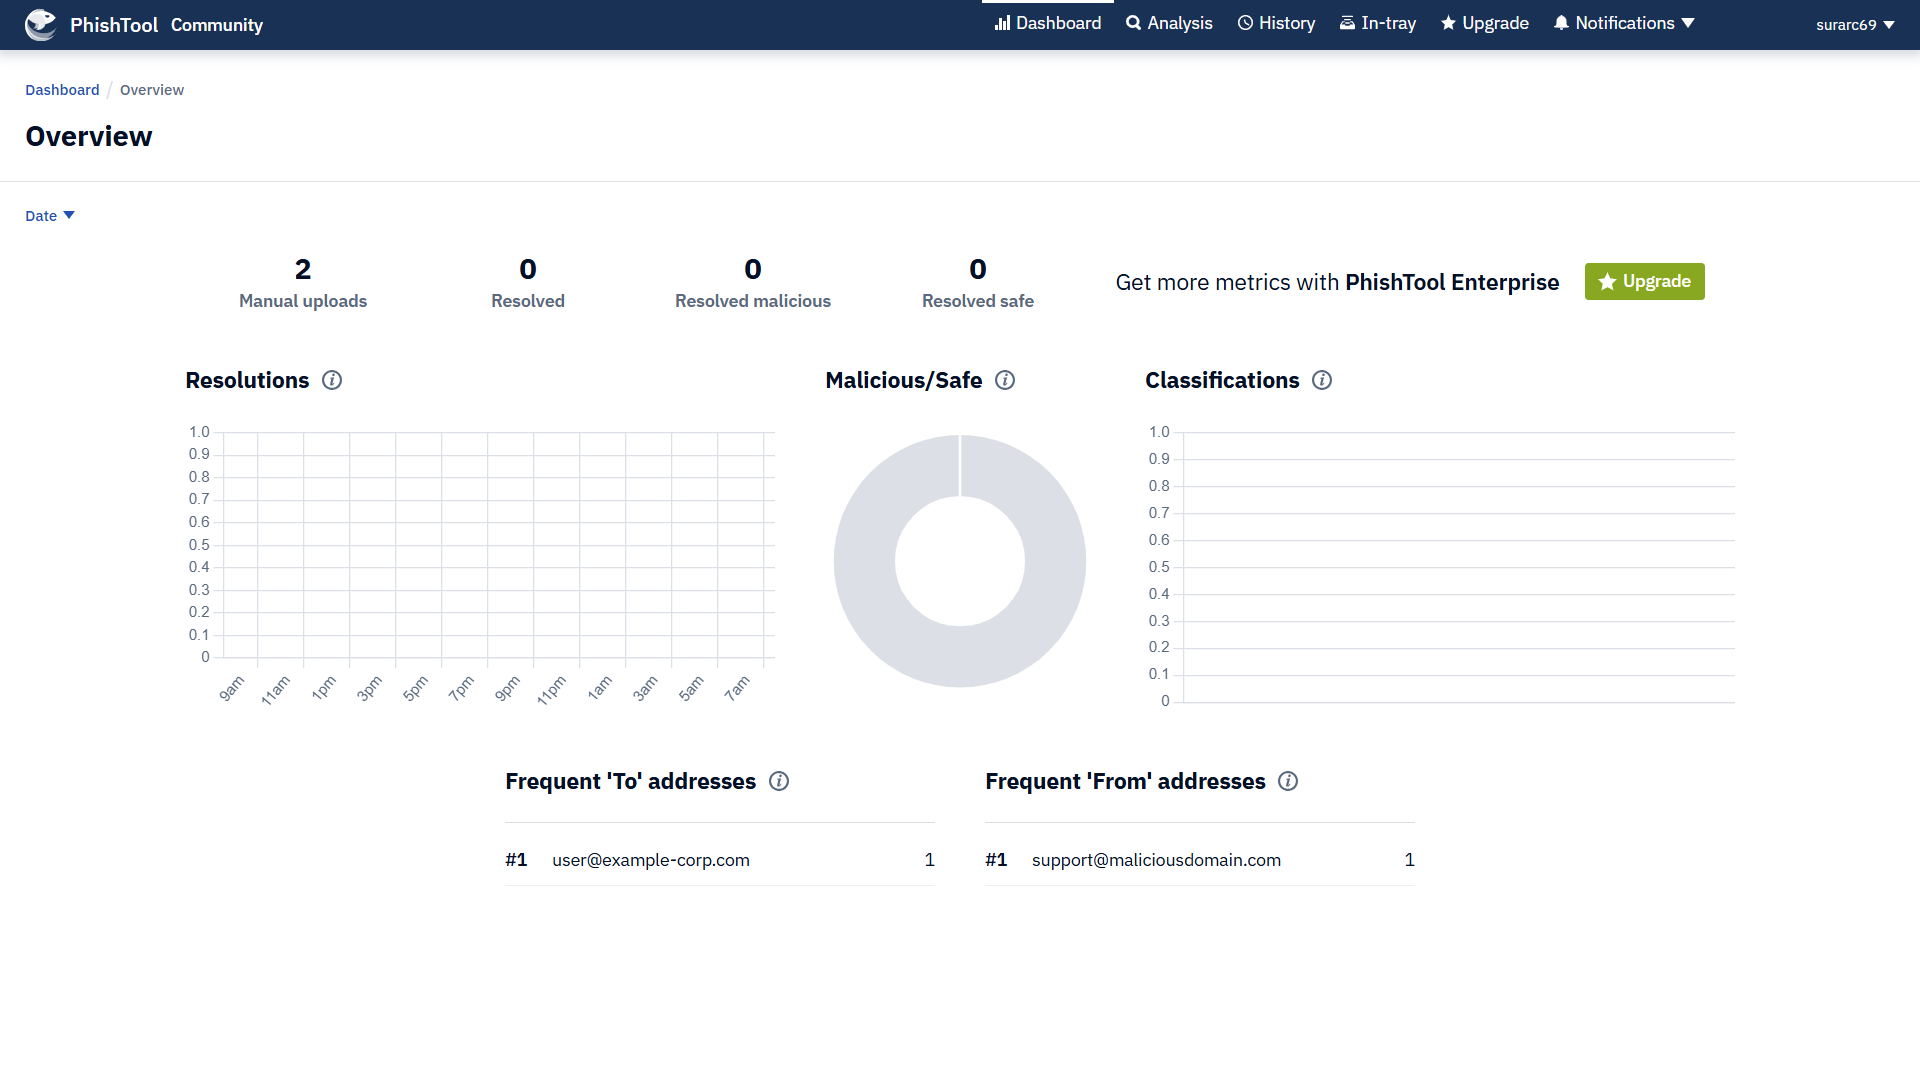 PhishTool Community
Dashboard Analysis History In-tray Upgrade Notifications surarc69
Dashboard / Overview
Overview
Date
2 0 0 0
Manual uploads Resolved Resolved malicious Resolved safe
Get more metrics with PhishTool Enterprise Upgrade
Resolutions
1.0
0.9
0.8
0.7
0.6
0.5
0.4
0.3
0.2
0.1
0
9am 11am 1pm 3pm 5pm 7pm 9pm 11pm 1am 3am 5am 7am
Malicious/Safe
Classifications
1.0
0.9
0.8
0.7
0.6
0.5
0.4
0.3
0.2
0.1
0
Frequent 'To' addresses
#1 user@example-corp.com 1
Frequent 'From' addresses
#1 support@maliciousdomain.com 1